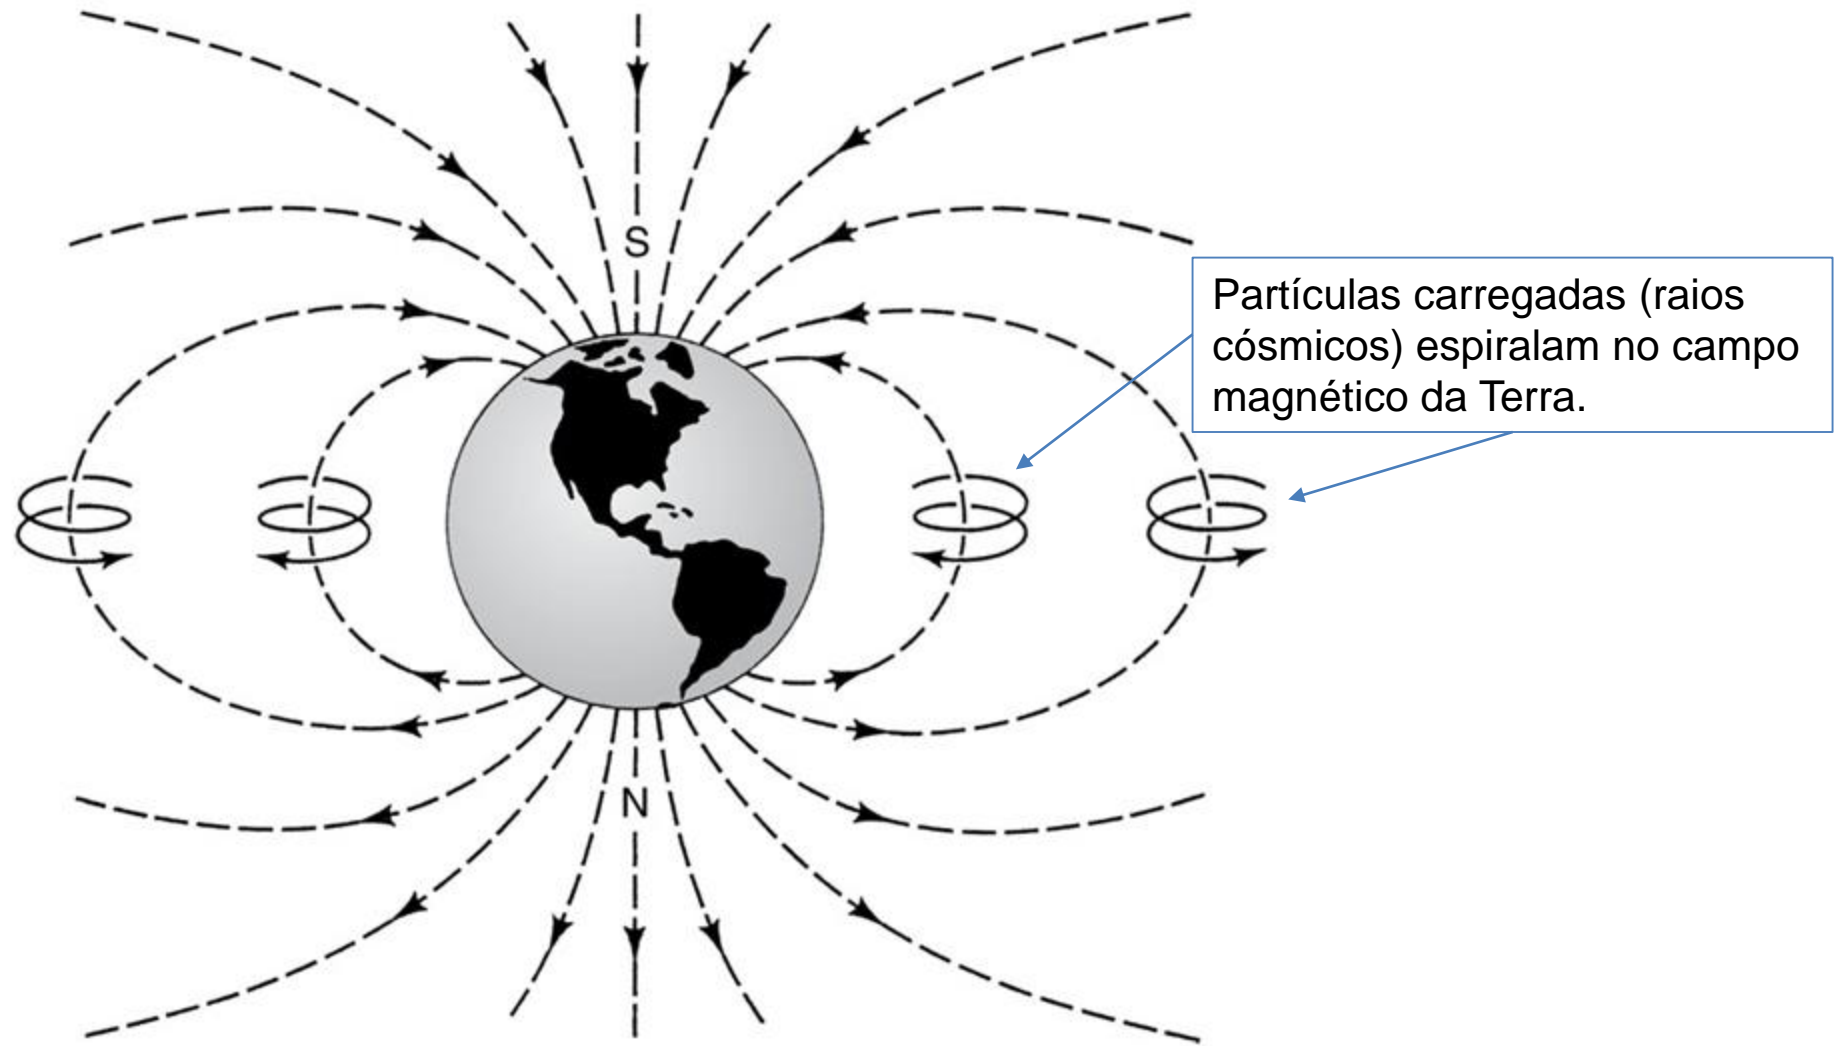 S
Partículas carregadas (raios
cósmicos) espiralam no campo
magnético da Terra.
N